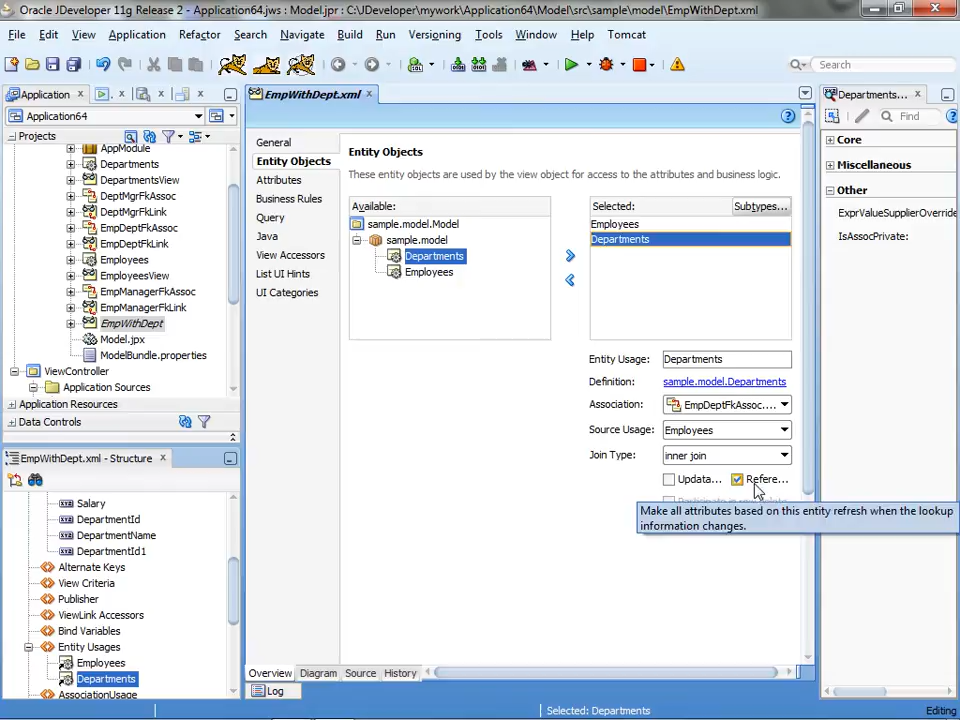 Oracle JDeveloper 11g Release 2 - Application64.jws : Model.jpr : C:\JDeveloper\mywork\Application64\Model\src\sample\model\EmpWithDept.xml
File Edit View Application Refactor Search Navigate Build Run Versioning Tools Window Help Tomcat
Search
Application
Application64
Projects
AppModule
Departments
DepartmentsView
DeptMgrFkAssoc
DeptMgrFkLink
EmpDeptFkAssoc
EmpDeptFkLink
Employees
EmployeesView
EmpManagerFkAssoc
EmpManagerFkLink
EmpWithDept
Model.jpx
ModelBundle.properties
ViewController
Application Sources
Application Resources
Data Controls
EmpWithDept.xml - Structure
Salary
DepartmentId
DepartmentName
DepartmentId1
Alternate Keys
View Criteria
Publisher
ViewLink Accessors
Bind Variables
Entity Usages
Employees
Departments
AssociationUsage
EmpWithDept.xml
General
Entity Objects
Attributes
Business Rules
Query
Java
View Accessors
List UI Hints
UI Categories
Entity Objects
These entity objects are used by the view object for access to the attributes and business logic.
Available:
sample.model.Model
sample.model
Departments
Employees
Selected:
Subtypes...
Employees
Departments
Entity Usage: Departments
Definition: sample.model.Departments
Association: EmpDeptFkAssoc....
Source Usage: Employees
Join Type: inner join
Updata... Refere...
Make all attributes based on this entity refresh when the lookup
information changes.
Overview Diagram Source History
Log
Departments...
Find
Core
Miscellaneous
Other
ExprValueSupplierOverride
IsAssocPrivate:
Selected: Departments
Editing